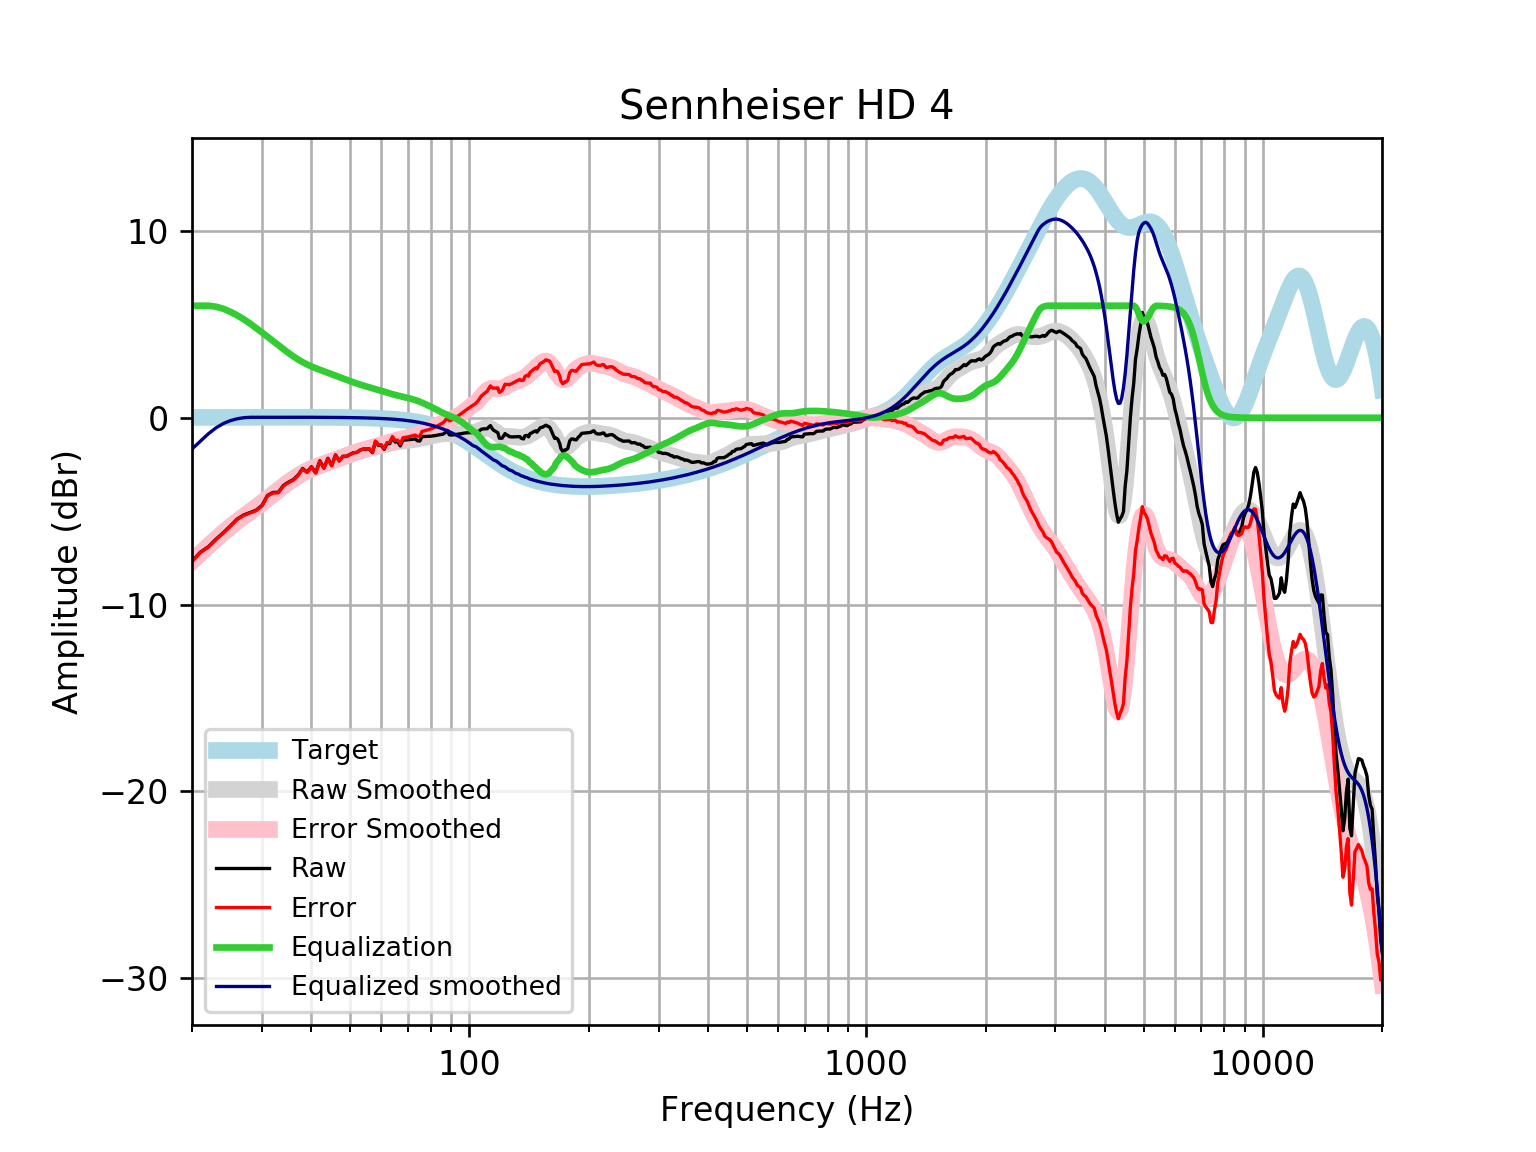 Sennheiser HD 4
Amplitude (dBr)
10
0
−10
−20
−30
Target
Raw Smoothed
Error Smoothed
Raw
Error
Equalization
Equalized smoothed
100
1000
10000
Frequency (Hz)